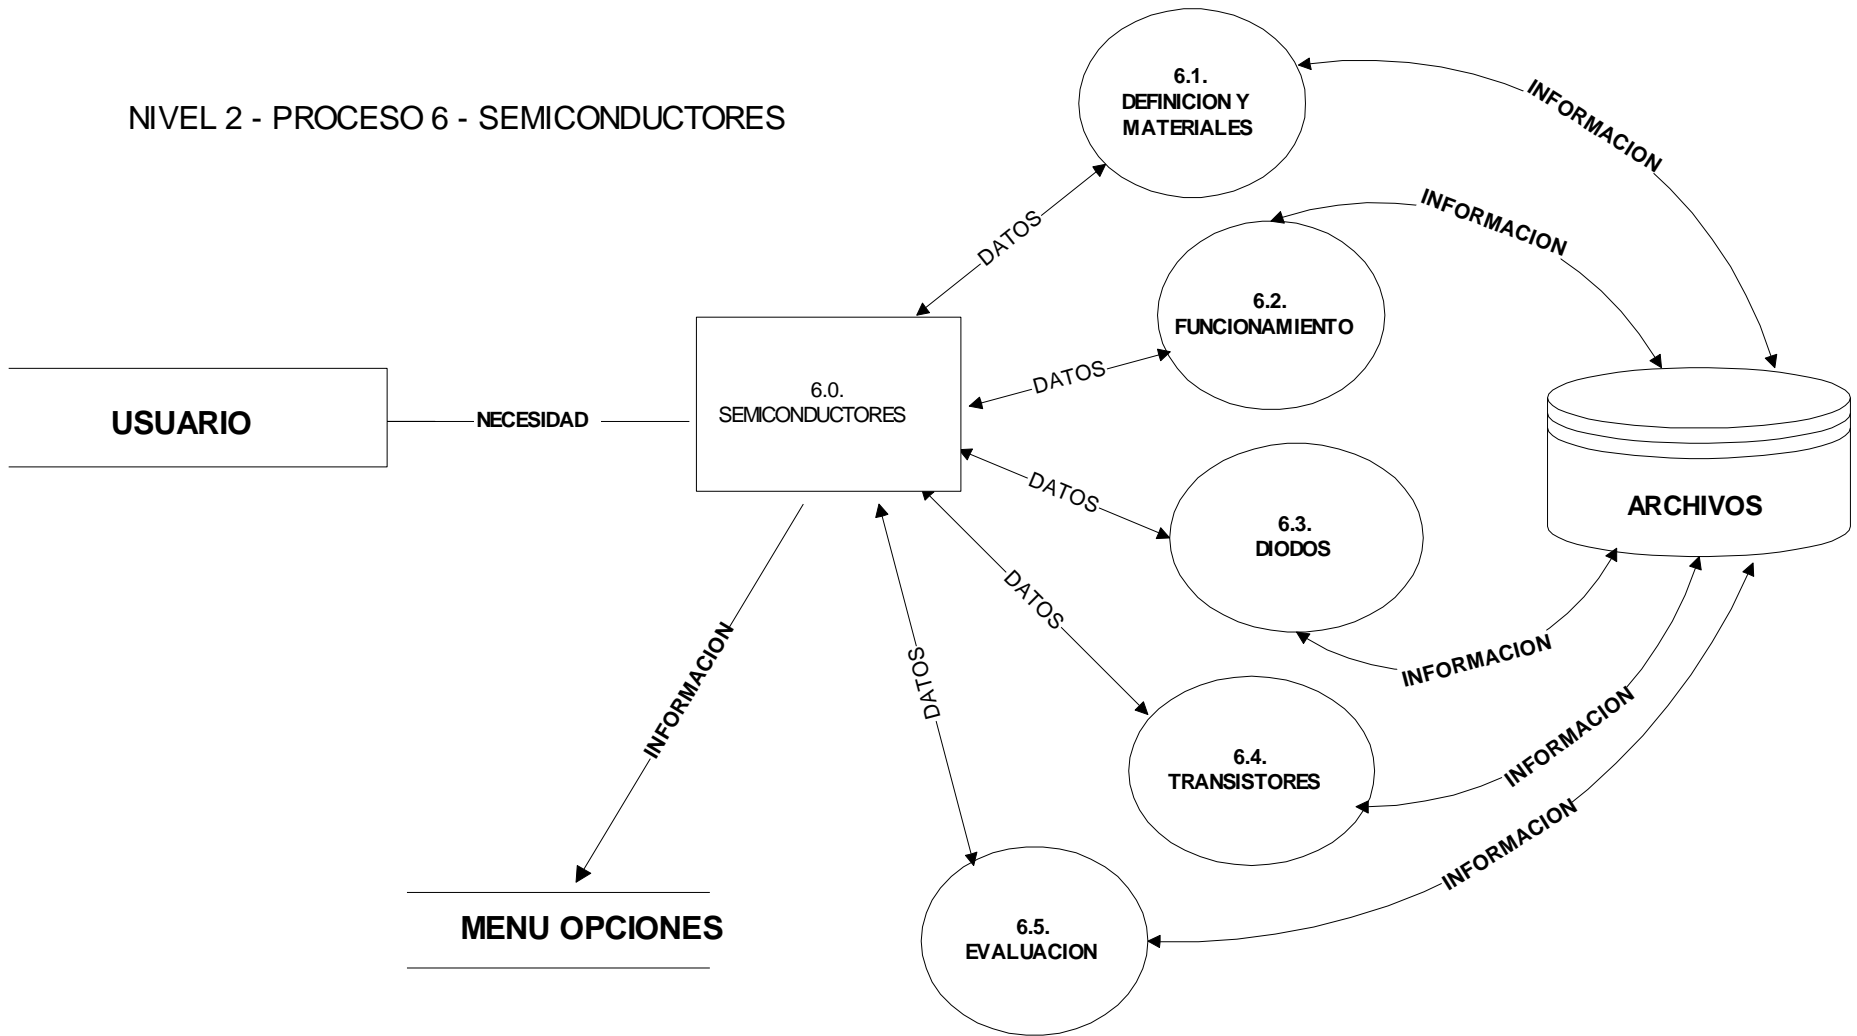 NIVEL 2 - PROCESO 6 - SEMICONDUCTORES
6.1.
DEFINICION Y
MATERIALES
INFORMACION
DATOS
INFORMACION
6.2.
FUNCIONAMIENTO
DATOS
USUARIO
NECESIDAD
6.0.
SEMICONDUCTORES
ARCHIVOS
DATOS
6.3.
DIODOS
DATOS
INFORMACION
INFORMACION
DATOS
6.4.
TRANSISTORES
INFORMACION
INFORMACION
MENU OPCIONES
6.5.
EVALUACION